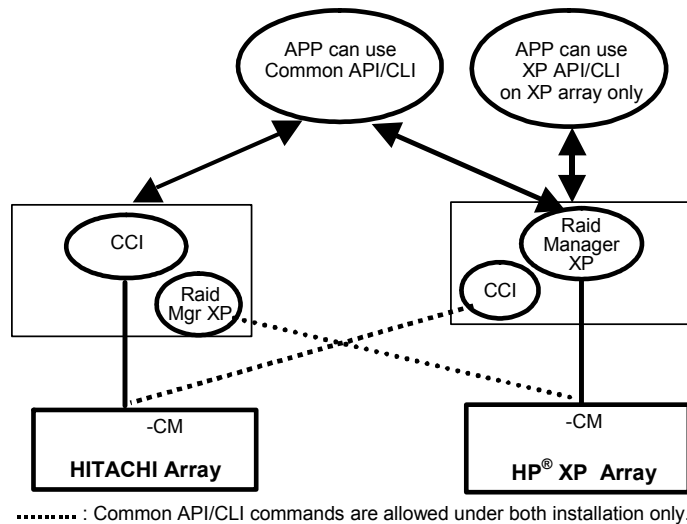 APP can use
Common API/CLI
APP can use
XP API/CLI
on XP array only
CCI
Raid
Mgr XP
Raid
Manager
XP
CCI
-CM
HITACHI Array
-CM
HP® XP Array
: Common API/CLI commands are allowed under both installation only